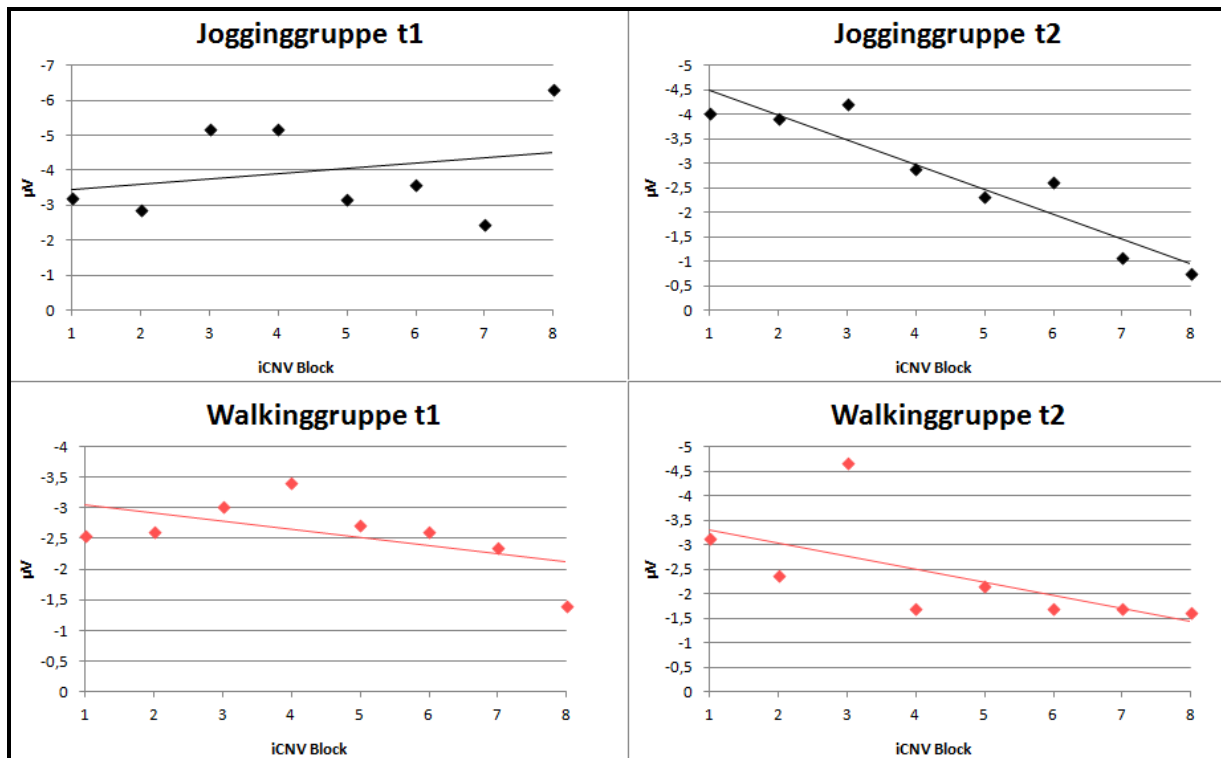 Jogginggruppe t1
-7
-6
-5
-4
-3
-2
-1
0
µV
1 2 3 4 5 6 7 8
iCNV Block
Jogginggruppe t2
-5
-4,5
-4
-3,5
-3
-2,5
-2
-1,5
-1
-0,5
0
µV
1 2 3 4 5 6 7 8
iCNV Block
Walkinggruppe t1
-4
-3,5
-3
-2,5
-2
-1,5
-1
-0,5
0
µV
1 2 3 4 5 6 7 8
iCNV Block
Walkinggruppe t2
-5
-4,5
-4
-3,5
-3
-2,5
-2
-1,5
-1
-0,5
0
µV
1 2 3 4 5 6 7 8
iCNV Block